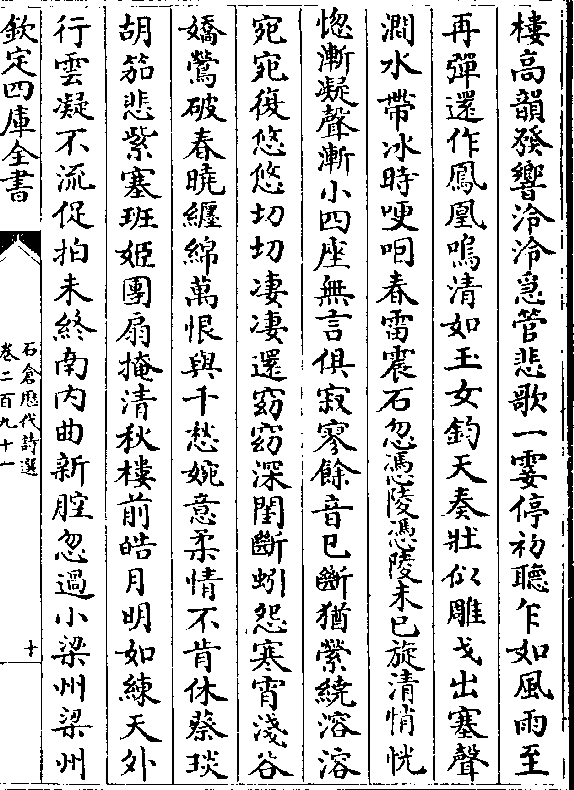 樓高韻發響泠泠急管悲歌一霎停初聽乍如風雨至
再彈還作鳳凰鳴清如玉女鈞天奏壯似雕戈出塞聲
澗水帶冰時哽咽春雷震石忽憑陵憑陵未已旋清悄恍
惚漸凝聲漸小四座無言俱寂寥餘音已斷猶縈繞溶溶
宛宛復悠悠切切凄凄還窈窈深閨斷蚓怨寒宵淺谷
嬌鶯破春曉纏綿萬恨與千愁婉意柔情不肯休蔡琰
胡笳悲紫塞班姬團扇掩清秋樓前皓月明如練天外
行雲凝不流促拍未終南内曲新腔忽過小梁州梁州
欽定四庫全書
石倉歴代詩選
卷二百九十一
十